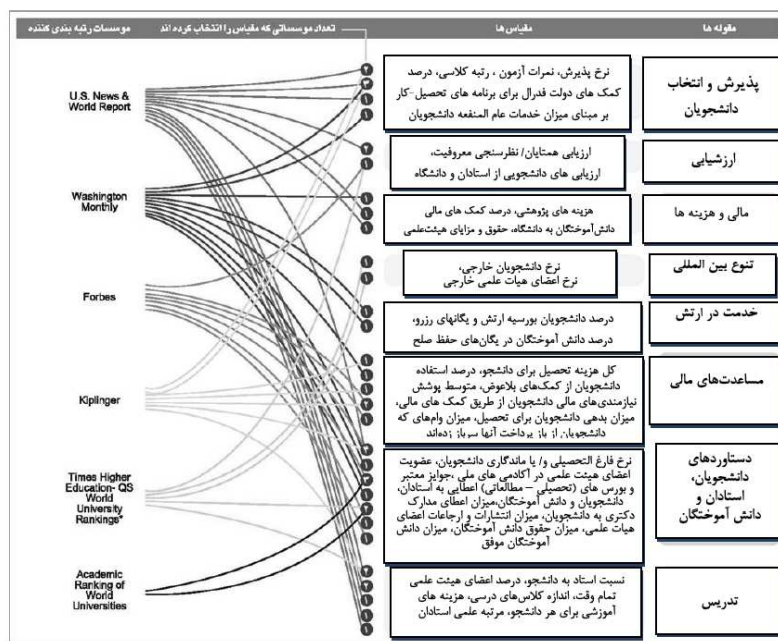 مقوله ها
مقیاس‌ها
تعداد موسساتی که مقیاس را انتخاب کرده اند
موسسات رتبه بندی کننده
پذیرش و انتخاب
دانشجویان
نرخ پذیرش، نمرات آزمون ، رتبه کلاسی، درصد
کمک های دولت فدرال برای برنامه های تحصیل-کار
بر مبنای میزان خدمات عام المنفعه دانشجویان
ارزشیابی
ارزیابی همتایان/ نظرسنجی معروفیت،
ارزیابی های دانشجویی از استادان و دانشگاه
مالی و هزینه ها
هزینه های پژوهشی، درصد کمک های مالی
دانش‌آموختگان به دانشگاه، حقوق و مزایای هیئت‌علمی
تنوع بین المللی
نرخ دانشجویان خارجی،
نرخ اعضای هیات علمی خارجی
خدمت در ارتش
درصد دانشجویان بورسیه ارتش و یگانهای رزرو،
درصد دانش آموختگان در یگان‌های حفظ صلح
مساعدت‌های مالی
کل هزینه تحصیل برای دانشجو، درصد استفاده
دانشجویان از کمک‌های بلاعوض، متوسط پوشش
نیازمندی‌های مالی دانشجویان از طریق کمک های مالی،
میزان بدهی دانشجویان برای تحصیل، میزان وام‌های که
دانشجویان از باز پرداخت آنها سرباز زده‌اند
دستاوردهای
دانشجویان،
استادان و
دانش آموختگان
نرخ فارغ التحصیلی و/ یا ماندگاری دانشجویان، عضویت
اعضای هیئت علمی در آکادمی های ملی ،جوایز معتبر
و بورس های (تحصیلی – مطالعاتی) اعطایی به استادان،
دانشجویان و دانش آموختگان،میزان اعطای مدارک
دکتری به دانشجویان، میزان انتشارات و ارجاعات اعضای
هیات علمی، میزان حقوق دانش آموختگان، میزان دانش
آموختگان موفق
تدریس
نسبت استاد به دانشجو، درصد اعضای هیئت علمی
تمام وقت، اندازه کلاس‌های درسی، هزینه های
آموزشی برای هر دانشجو، مرتبه علمی استادان
U.S. News &
World Report
Washington
Monthly
Forbes
Kiplinger
Times Higher
Education- QS
World
University
Rankings*
Academic
Ranking of
World
Universities